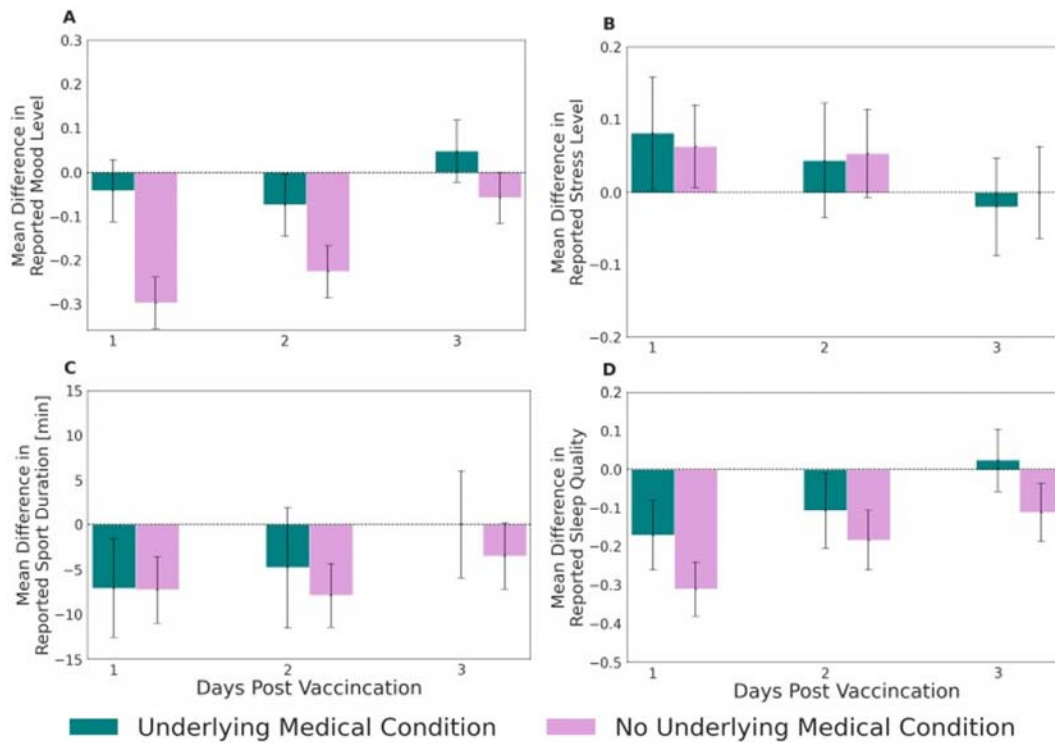 A
Mean Difference in
Reported Mood Level
0.3
0.2
0.1
0.0
−0.1
−0.2
−0.3
1
2
3
B
Mean Difference in
Reported Stress Level
0.2
0.1
0.0
−0.1
−0.2
1
2
3
C
Mean Difference in
Reported Sport Duration [min]
15
10
5
0
−5
−10
−15
1
2
3
Days Post Vaccincation
D
Mean Difference in
Reported Sleep Quality
0.2
0.1
0.0
−0.1
−0.2
−0.3
−0.4
−0.5
1
2
3
Days Post Vaccincation
Underlying Medical Condition
No Underlying Medical Condition